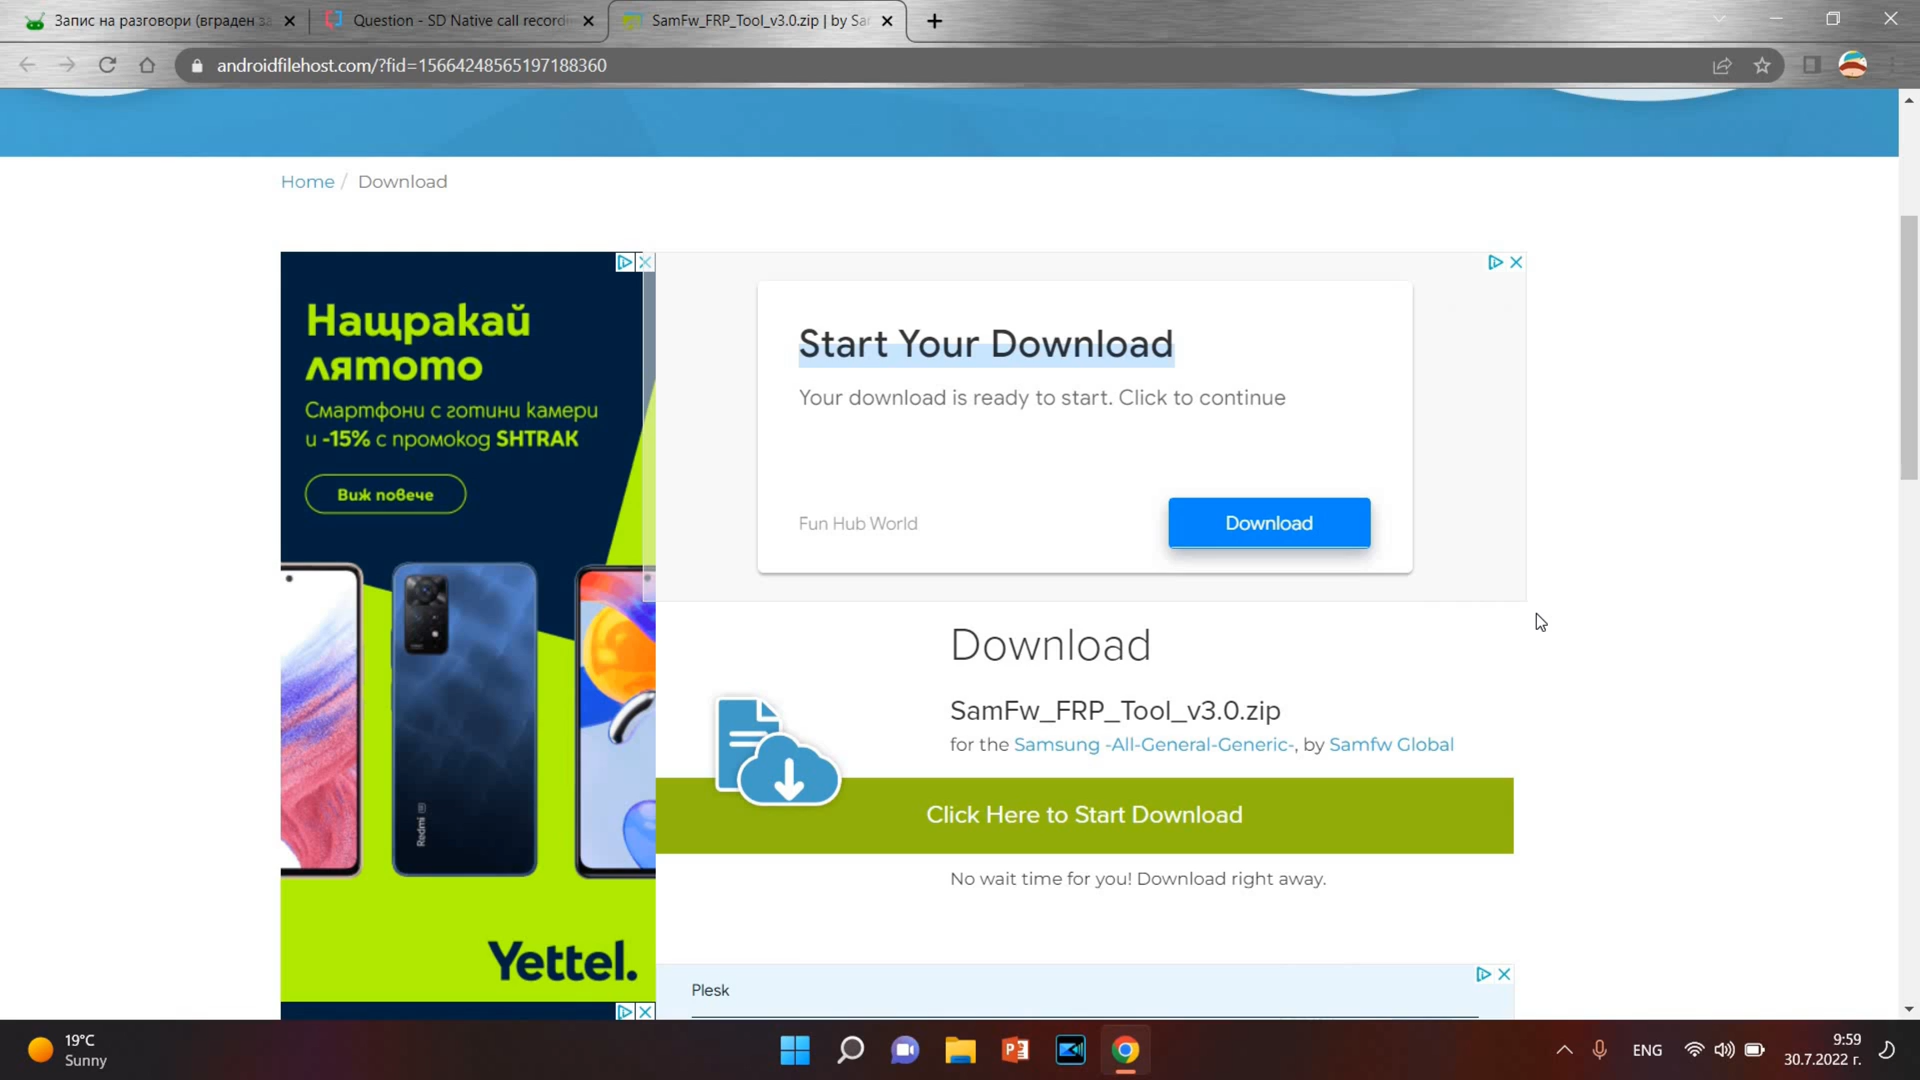 Запис на разговори (вграден за
Question - SD Native call recordi
SamFw_FRP_Tool_v3.0.zip | by Sa
androidfilehost.com/?fid=15664248565197188360
Home / Download
Нащракай
лятото
Смартфони с готини камери
и -15% с промокод SHTRAK
Виж повече
Redmi
Yettel.
Start Your Download
Your download is ready to start. Click to continue
Fun Hub World
Download
Download
SamFw_FRP_Tool_v3.0.zip
for the Samsung -All-General-Generic-, by Samfw Global
Click Here to Start Download
No wait time for you! Download right away.
Plesk
19°C
Sunny
ENG
9:59
30.7.2022 г.